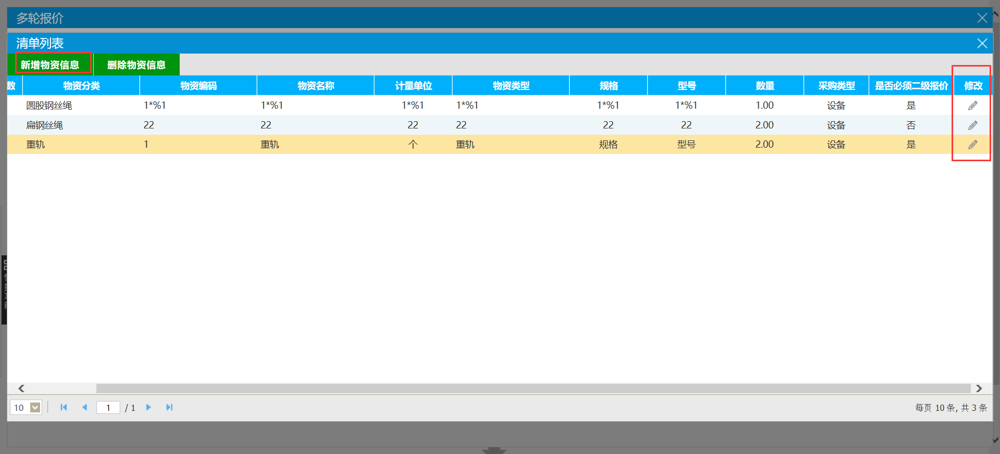 多轮报价
清单列表
新增物资信息 删除物资信息
数 物资分类 物资编码 物资名称 计量单位 物资类型 规格 型号 数量 采购类型 是否必须二级报价 修改
圆股钢丝绳 1*%1 1*%1 1*%1 1*%1 1*%1 1*%1 1.00 设备 是
扁钢丝绳 22 22 22 22 22 22 2.00 设备 否
重轨 1 重轨 个 重轨 规格 型号 2.00 设备 是
10 1 / 1 每页 10 条, 共 3 条